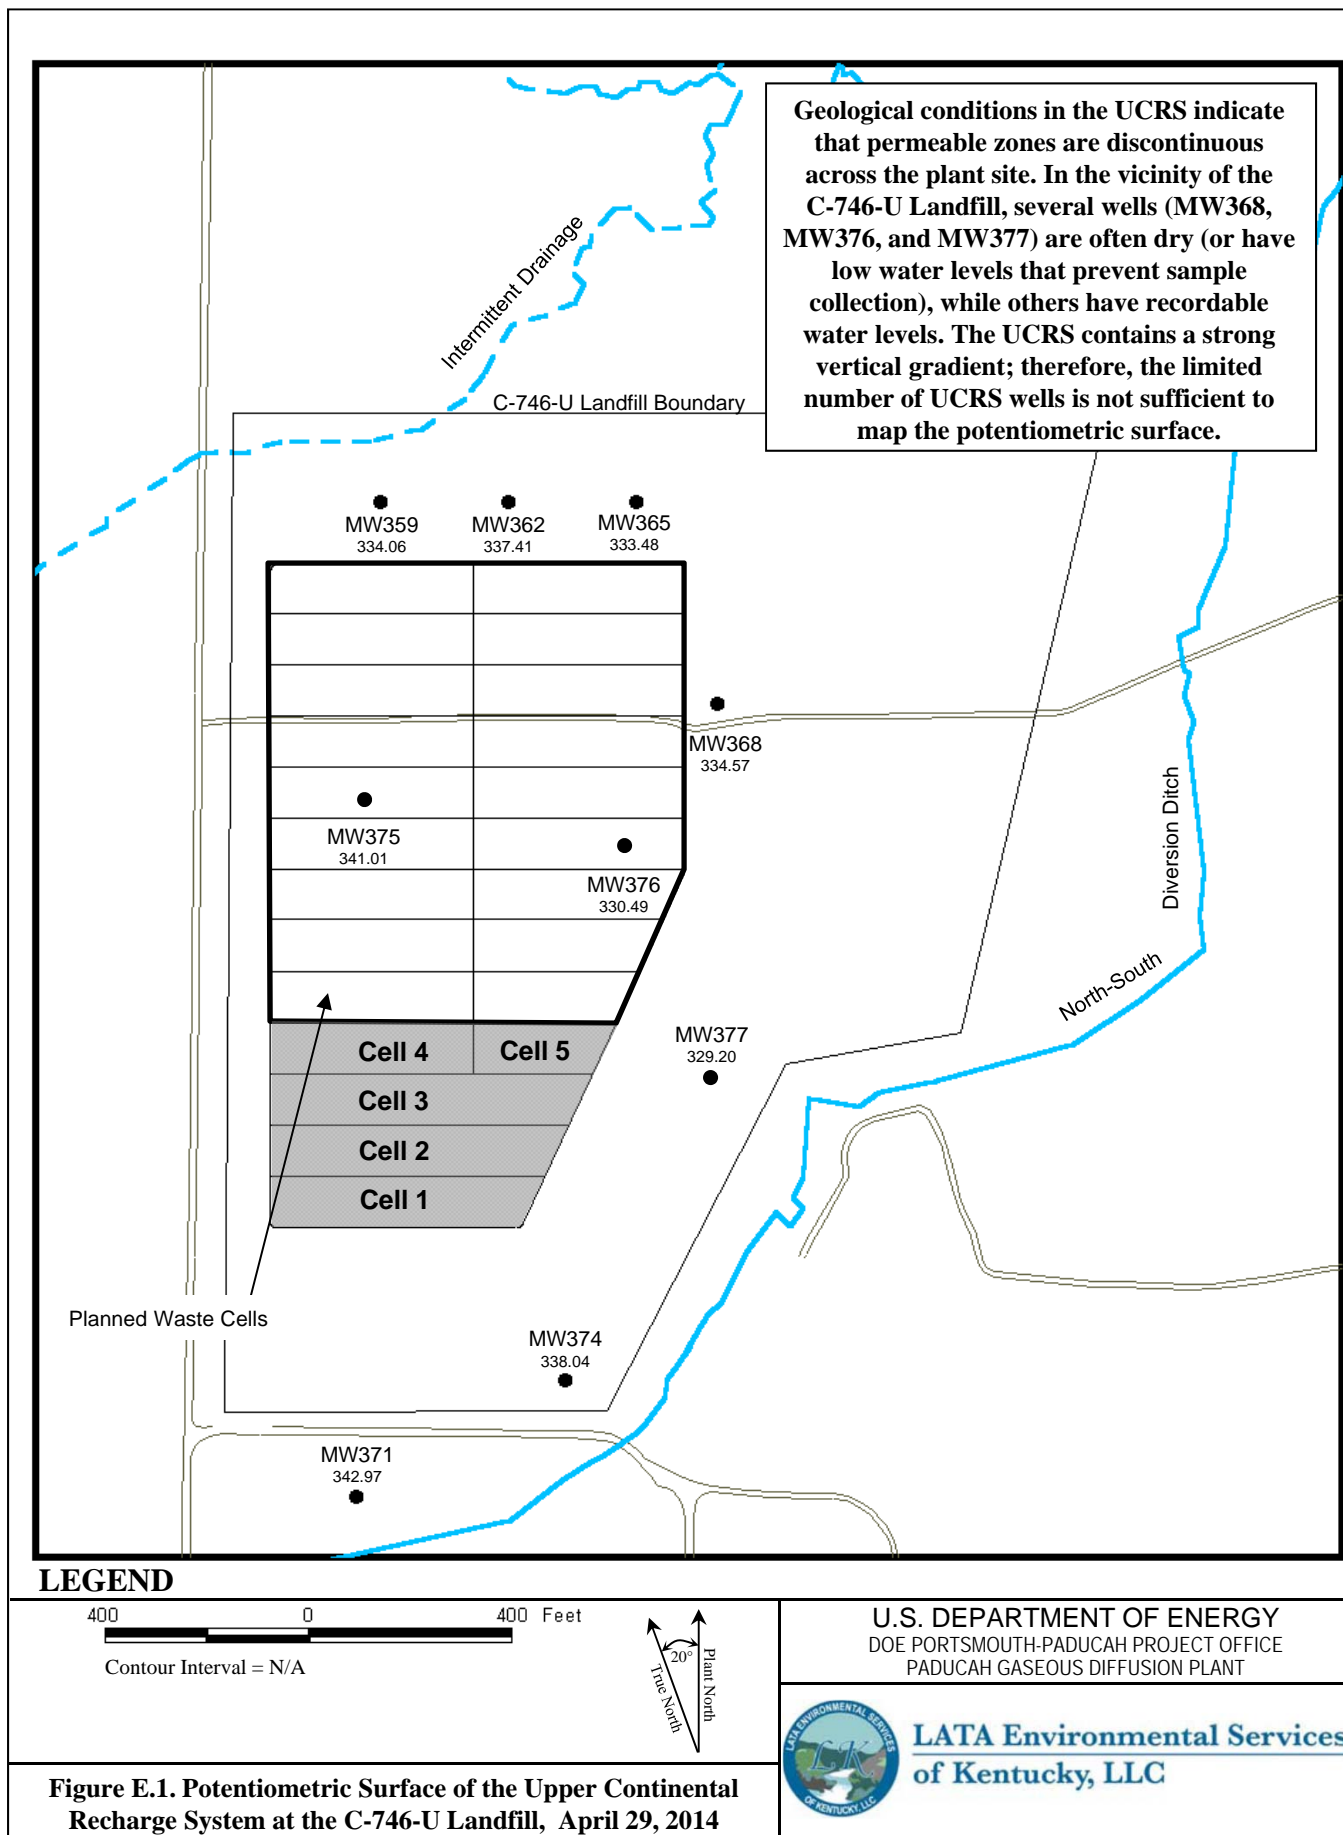 Geological conditions in the UCRS indicate
that permeable zones are discontinuous
across the plant site. In the vicinity of the
C-746-U Landfill, several wells (MW368,
MW376, and MW377) are often dry (or have
low water levels that prevent sample
collection), while others have recordable
water levels. The UCRS contains a strong
vertical gradient; therefore, the limited
number of UCRS wells is not sufficient to
map the potentiometric surface.
Intermittent Drainage
C-746-U Landfill Boundary
MW359
334.06
MW362
337.41
MW365
333.48
MW368
334.57
MW375
341.01
MW376
330.49
Diversion Ditch
North-South
MW377
329.20
Cell 4
Cell 5
Cell 3
Cell 2
Cell 1
Planned Waste Cells
MW374
338.04
MW371
342.97
LEGEND
400 0 400 Feet
Contour Interval = N/A
20°
True North
Plant North
U.S. DEPARTMENT OF ENERGY
DOE PORTSMOUTH-PADUCAH PROJECT OFFICE
PADUCAH GASEOUS DIFFUSION PLANT
LATA ENVIRONMENTAL SERVICES
LK
OF KENTUCKY, LLC
LATA Environmental Services
of Kentucky, LLC
Figure E.1. Potentiometric Surface of the Upper Continental
Recharge System at the C-746-U Landfill, April 29, 2014